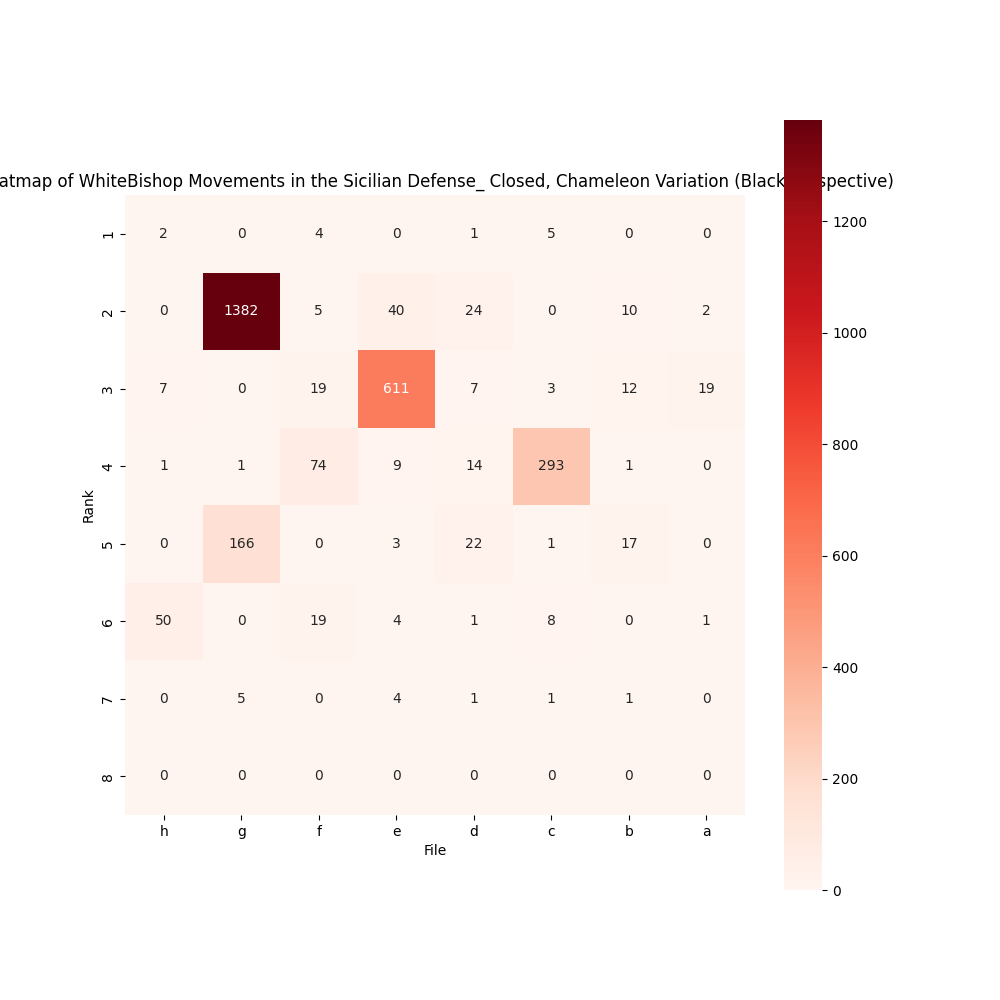 atmap of WhiteBishop Movements in the Sicilian Defense_ Closed, Chameleon Variation (Black spective)
1 2 0 4 0 1 5 0 0
1200
2 0 1382 5 40 24 0 10 2
1000
3 7 0 19 611 7 3 12 19
800
4 1 1 74 9 14 293 1 0
Rank
5 0 166 0 3 22 1 17 0
600
6 50 0 19 4 1 8 0 1
400
7 0 5 0 4 1 1 1 0
200
8 0 0 0 0 0 0 0 0
h g f e d c b a
File
0